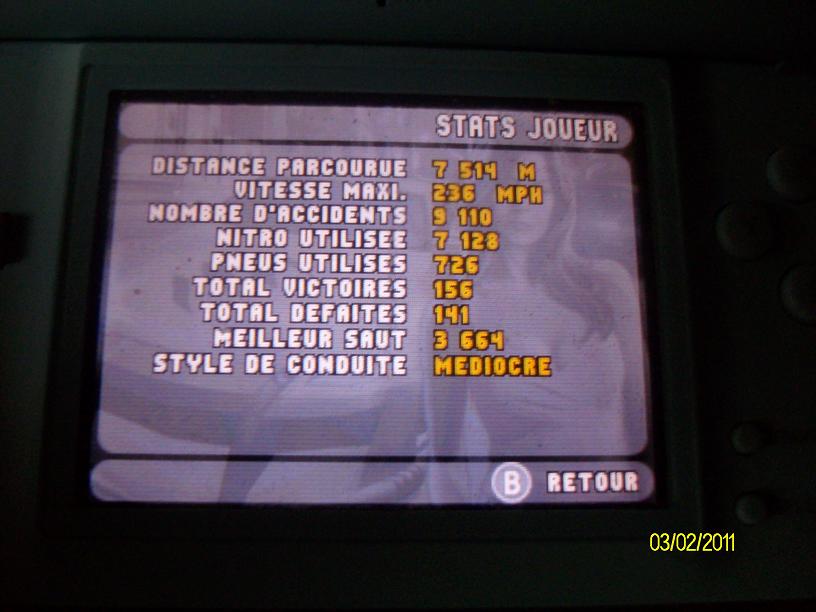 STATS JOUEUR
DISTANCE PARCOURUE 7 514 M
VITESSE MAXI. 236 MPH
NOMBRE D'ACCIDENTS 9 110
NITRO UTILISEE 7 128
PNEUS UTILISES 726
TOTAL VICTOIRES 156
TOTAL DEFAITES 141
MEILLEUR SAUT 3 664
STYLE DE CONDUITE MEDIOCRE
B RETOUR
03/02/2011